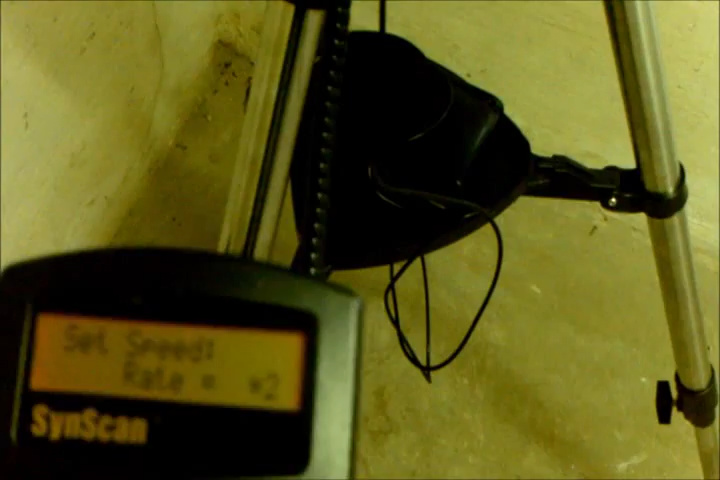 Set Speed:
Rate = x2
SynScan